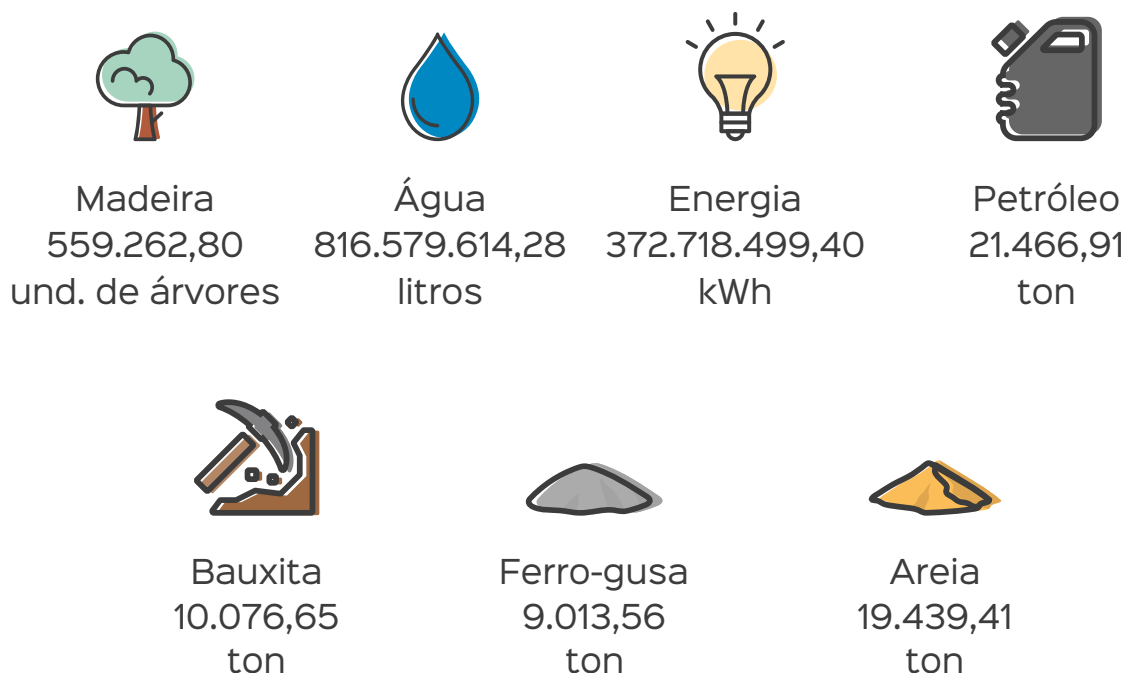 Madeira
559.262,80
und. de árvores
Água
816.579.614,28
litros
Energia
372.718.499,40
kWh
Petróleo
21.466,91
ton
Bauxita
10.076,65
ton
Ferro-gusa
9.013,56
ton
Areia
19.439,41
ton